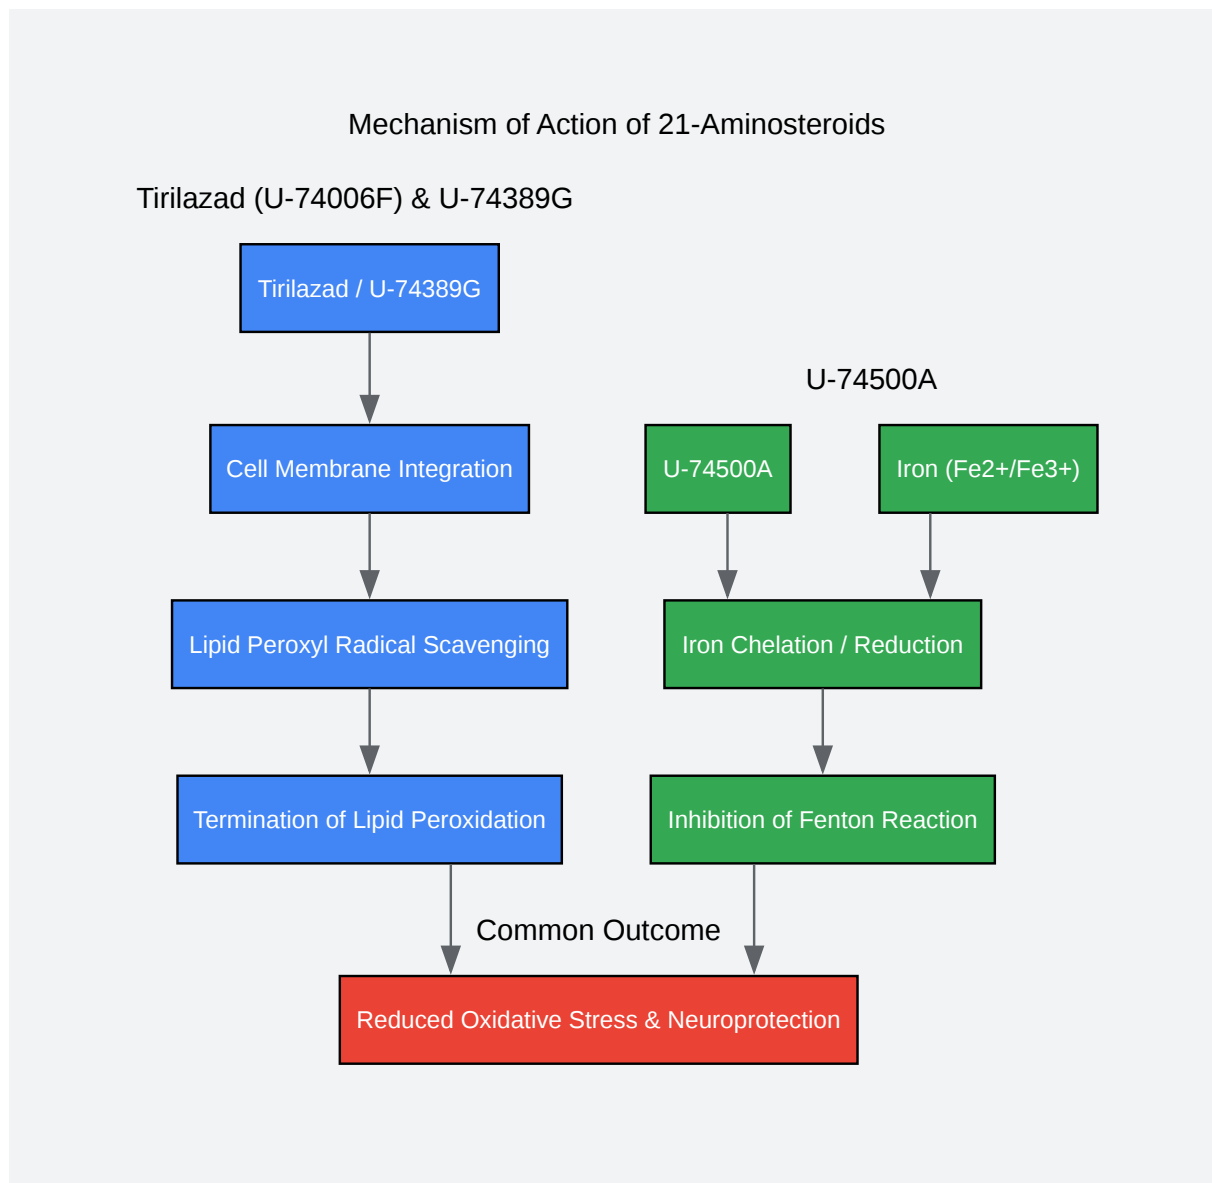 Mechanism of Action of 21-Aminosteroids
Tirilazad (U-74006F) & U-74389G
Tirilazad / U-74389G
Cell Membrane Integration
Lipid Peroxyl Radical Scavenging
Termination of Lipid Peroxidation
U-74500A
U-74500A
Iron (Fe2+/Fe3+)
Iron Chelation / Reduction
Inhibition of Fenton Reaction
Common Outcome
Reduced Oxidative Stress & Neuroprotection